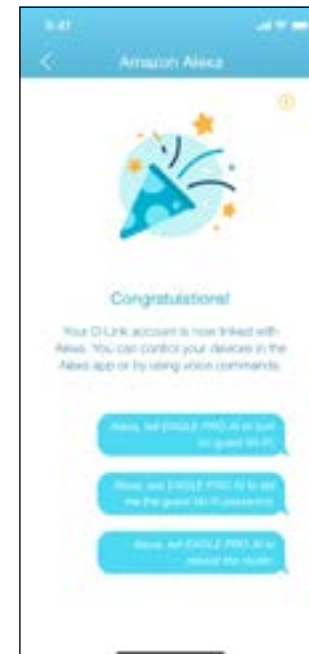 9:41
Amazon Alexa
Congratulations!
Your D-Link account is now linked with
Alexa. You can control your devices in the
Alexa app or by using voice commands.
Alexa, tell EAGLE PRO AI to turn
on guest Wi-Fi.
Alexa, ask EAGLE PRO AI to tell
me the guest Wi-Fi password.
Alexa, tell EAGLE PRO AI to
reboot the router.